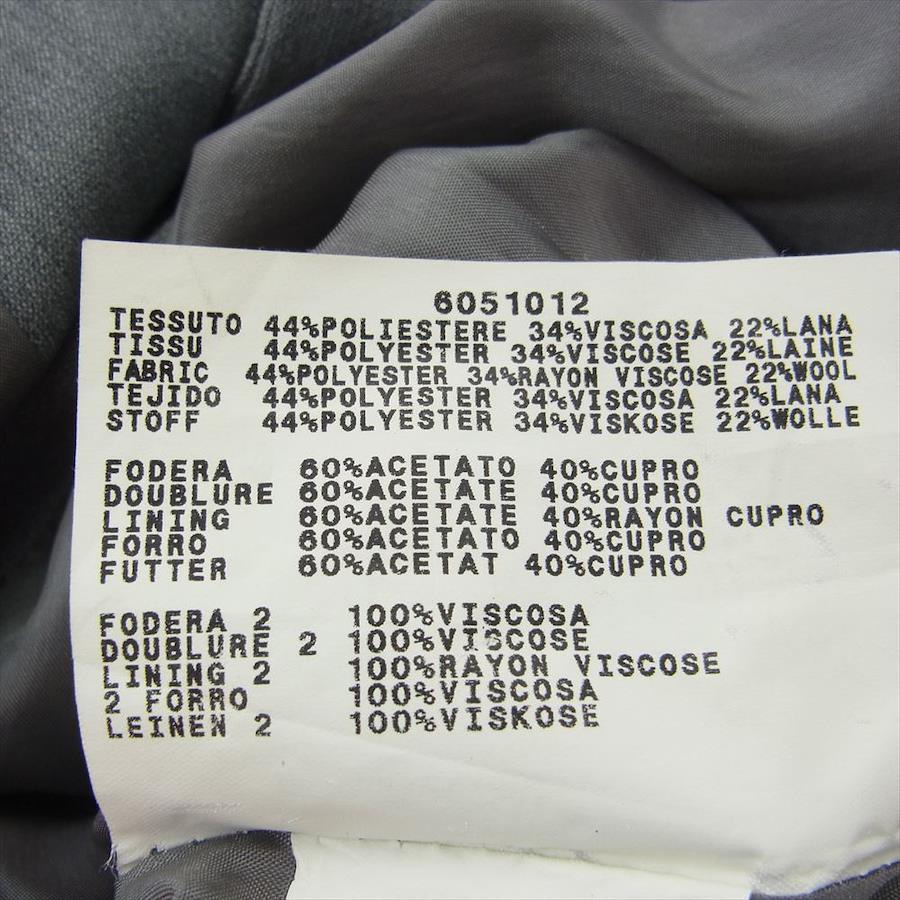 6051012
TESSUTO 44%POLIESTERE 34%VISCOSA 22%LANA
TISSU 44%POLYESTER 34%VISCOSE 22%LAINE
FABRIC 44%POLYESTER 34%RAYON VISCOSE 22%WOOL
TEJIDO 44%POLYESTER 34%VISCOSA 22%LANA
STOFF 44%POLYESTER 34%VISKOSE 22%WOLLE
FODERA 60%ACETATO 40%CUPRO
DOUBLURE 60%ACETATE 40%CUPRO
LINING 60%ACETATE 40%RAYON CUPRO
FORRO 60%ACETATO 40%CUPRO
FUTTER 60%ACETAT 40%CUPRO
FODERA 2 100%VISCOSA
DOUBLURE 2 100%VISCOSE
LINING 2 100%RAYON VISCOSE
2 FORRO 100%VISCOSA
LEINEN 2 100%VISKOSE